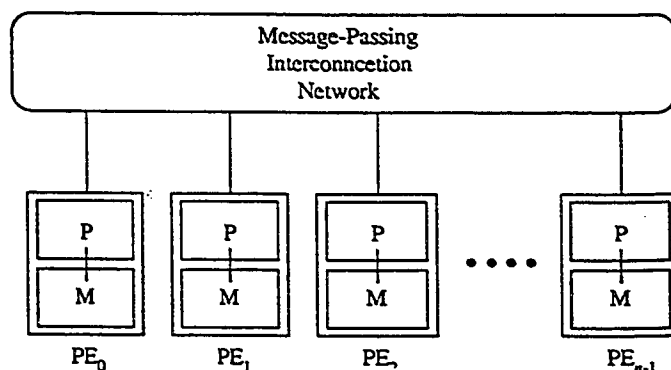 Message-Passing
Interconncetion
Network
P P P P
M M M M
PE0 PE1 PE2 PEn-1